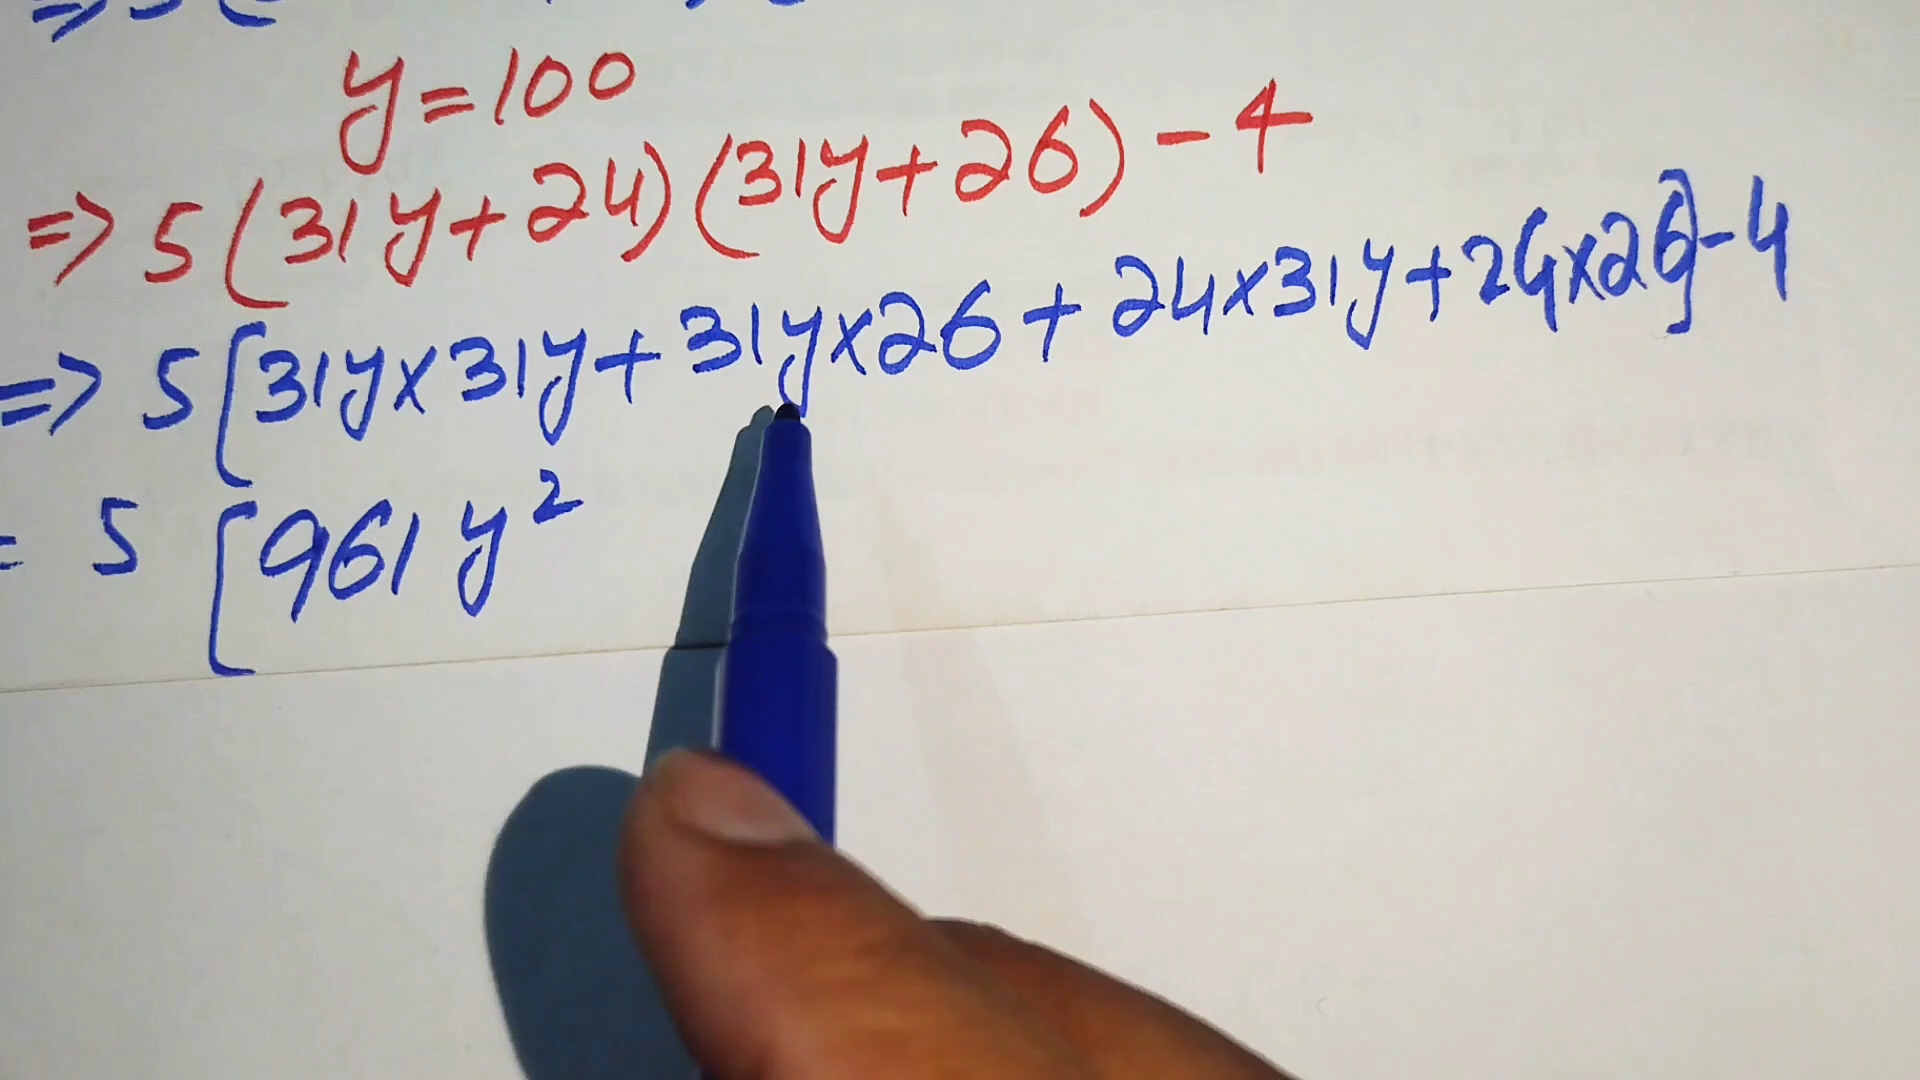 y=100
=> 5(31y+24)(31y+26)-4
=> 5[31y×31y+31y×26+24×31y+24×26]-4
= 5[961y²